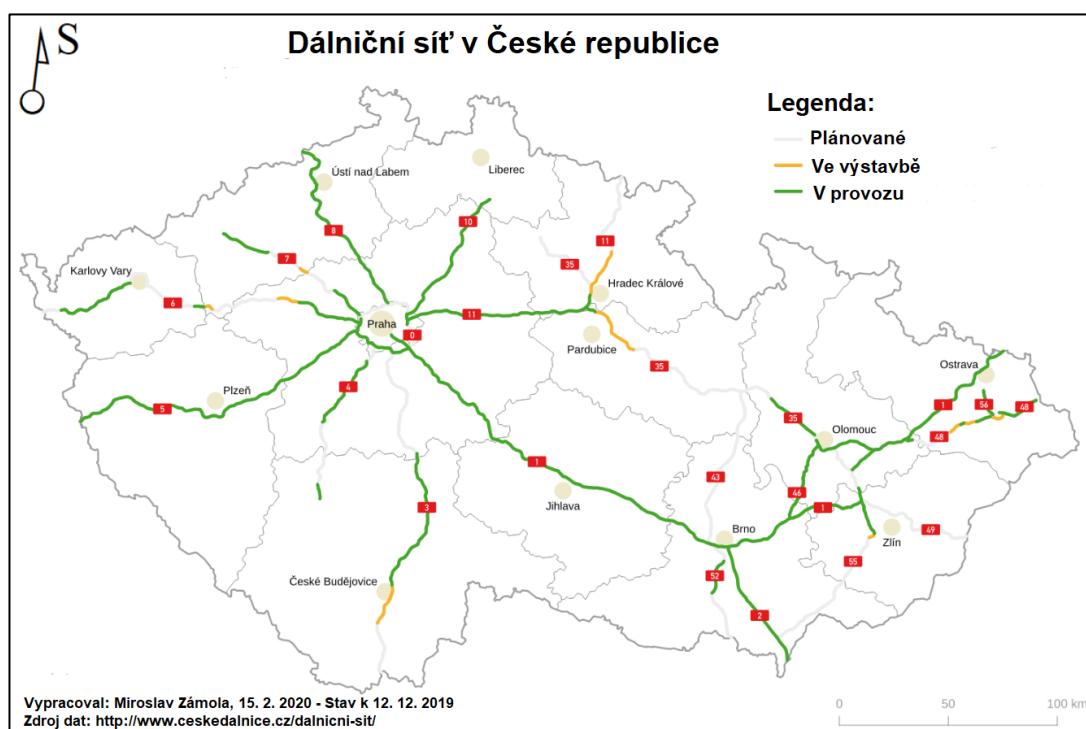 S
Dálniční síť v České republice
Legenda:
Plánované
Ve výstavbě
V provozu
Ústí nad Labem
Liberec
8
10
7
35
11
Karlovy Vary
6
Hradec Králové
11
Praha
0
Pardubice
35
Ostrava
Plzeň
4
5
1
56
48
35
Olomouc
48
1
43
Jihlava
46
3
1
Brno
Zlín
49
55
52
České Budějovice
2
Vypracoval: Miroslav Zámola, 15. 2. 2020 - Stav k 12. 12. 2019
Zdroj dat: http://www.ceskedalnice.cz/dalnicni-sit/
0 50 100 km